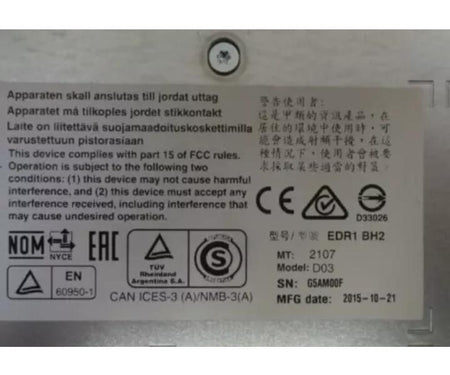 Apparaten skall anslutas till jordat uttag
Apparatet må tilkoples jordet stikkontakt
Laite on liitettävä suojamaadoituskoskettimilla
varustettuun pistorasiaan
This device complies with part 15 of FCC rules.
Operation is subject to the following two
conditions: (1) this device may not cause harmful
interference, and (2) this device must accept any
interference received, including interference that
may cause undesired operation.
NOM
NYCE
EAC
TÜV
Rheinland
Argentina S.A.
S
EN
60950-1
CAN ICES-3 (A)/NMB-3(A)
警告使用者:
這是甲類的資訊產品，在
居住的環境中使用時，可
能會造成射頻干擾，在這
種情況下，使用者會被要
求採取某些適當的對策。
CE
D33026
型号/型號 EDR1 BH2
MT: 2107
Model: D03
SN: G5AM00F
MFG date: 2015-10-21